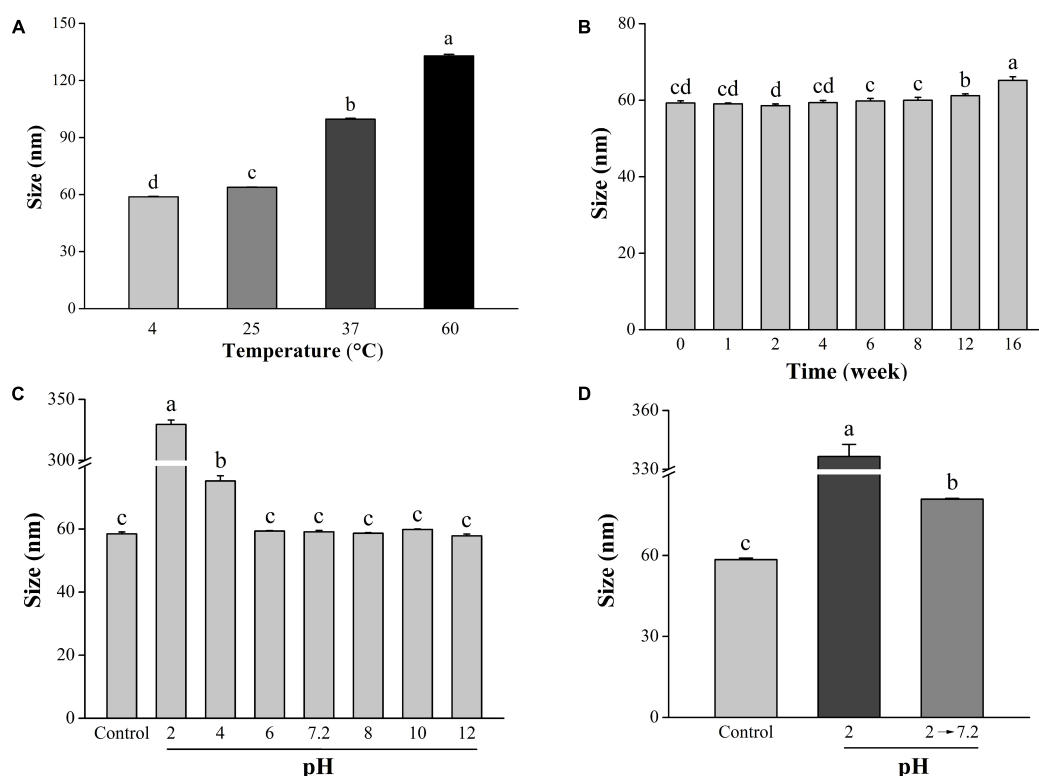 A
150
120
90
60
30
0
Size (nm)
d
c
b
a
4 25 37 60
Temperature (°C)
B
80
60
40
20
0
Size (nm)
cd cd d cd c c b a
0 1 2 4 6 8 12 16
Time (week)
C
350
300
60
40
20
0
Size (nm)
c a b c c c c c
Control 2 4 6 7.2 8 10 12
pH
D
360
330
60
30
0
Size (nm)
c a b
Control 2 2→7.2
pH